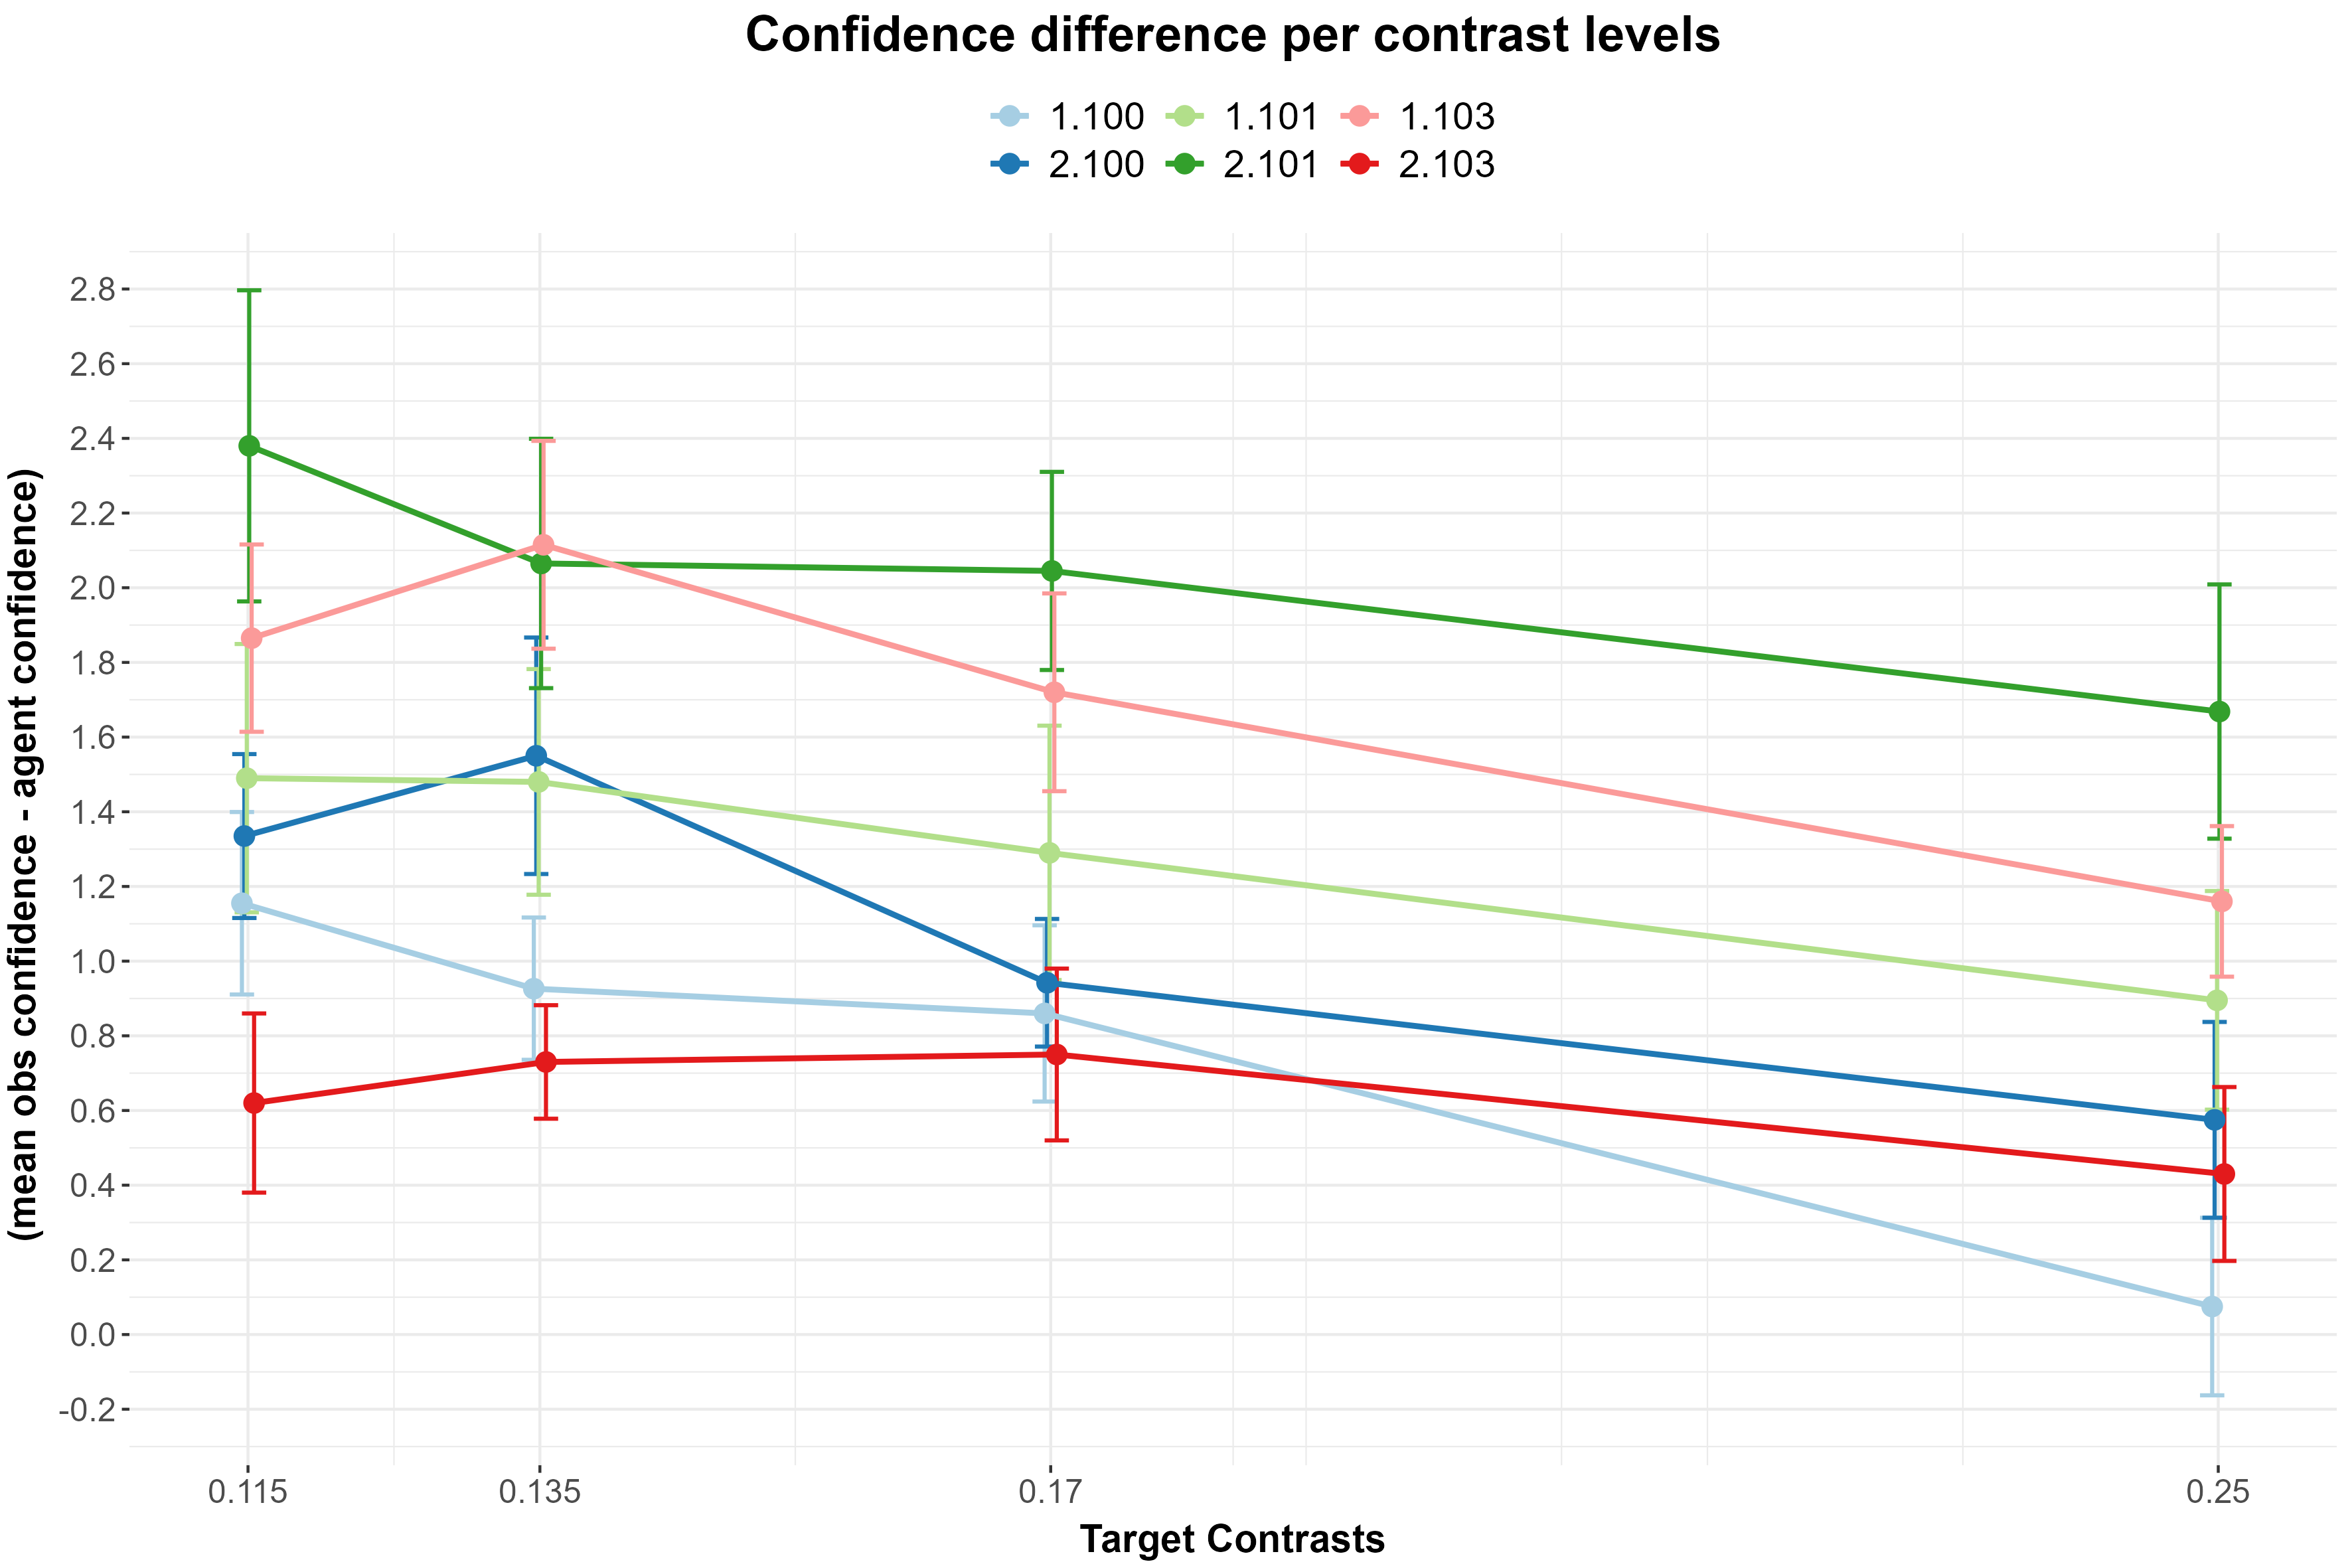 Confidence difference per contrast levels
1.100 1.101 1.103
2.100 2.101 2.103
(mean obs confidence - agent confidence)
2.8
2.6
2.4
2.2
2.0
1.8
1.6
1.4
1.2
1.0
0.8
0.6
0.4
0.2
0.0
-0.2
0.115 0.135 0.17 0.25
Target Contrasts